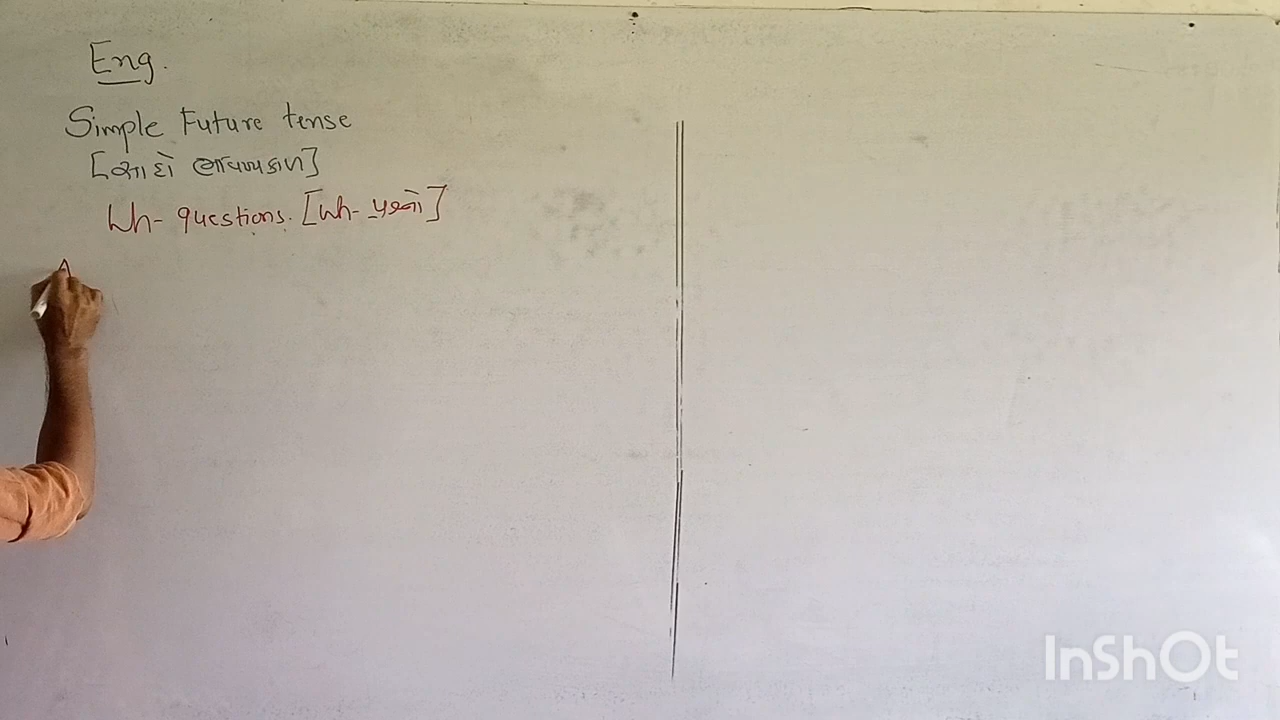 Eng.
Simple Future tense
[સાદો ભવિષ્યકાળ]
Wh- questions. [Wh- પ્રશ્નો]
A
InShOt